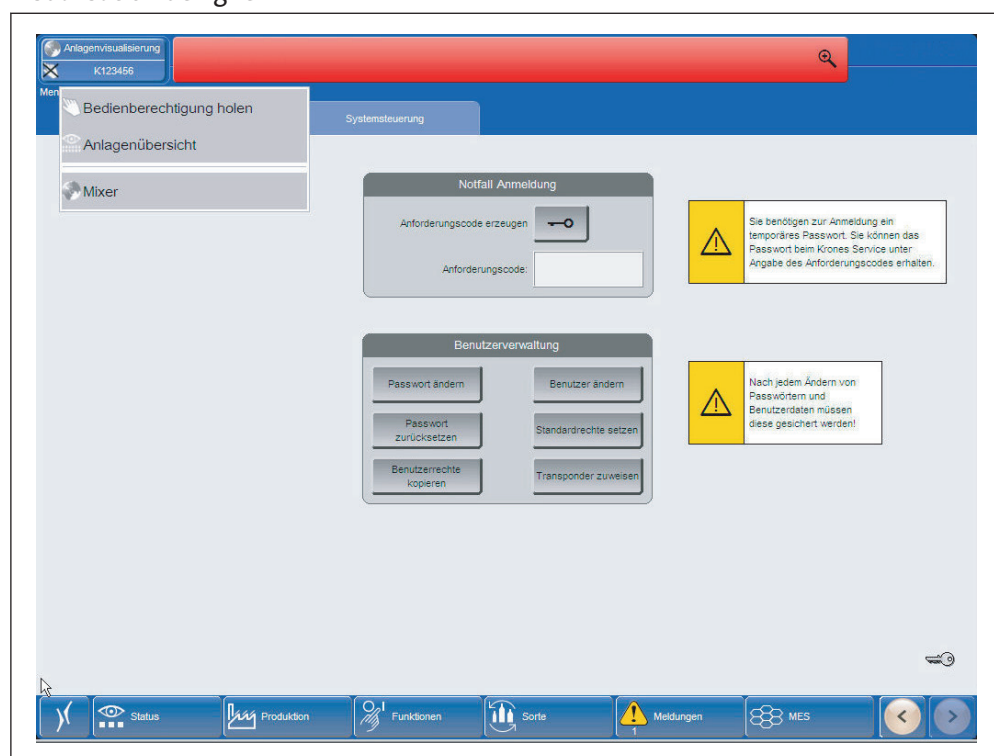 Anlagenvisualisierung
K123456
Men
Bedienberechtigung holen
Anlagenübersicht
Mixer
Systemsteuerung
Notfall Anmeldung
Anforderungscode erzeugen
Anforderungscode:
Sie benötigen zur Anmeldung ein
temporäres Passwort. Sie können das
Passwort beim Krones Service unter
Angabe des Anforderungscodes erhalten.
Benutzerverwaltung
Passwort ändern
Benutzer ändern
Passwort
zurücksetzen
Standardrechte setzen
Benutzerrechte
kopieren
Transponder zuweisen
Nach jedem Ändern von
Passwörtern und
Benutzerdaten müssen
diese gesichert werden!
Status
Produktion
Funktionen
Sorte
1
Meldungen
MES